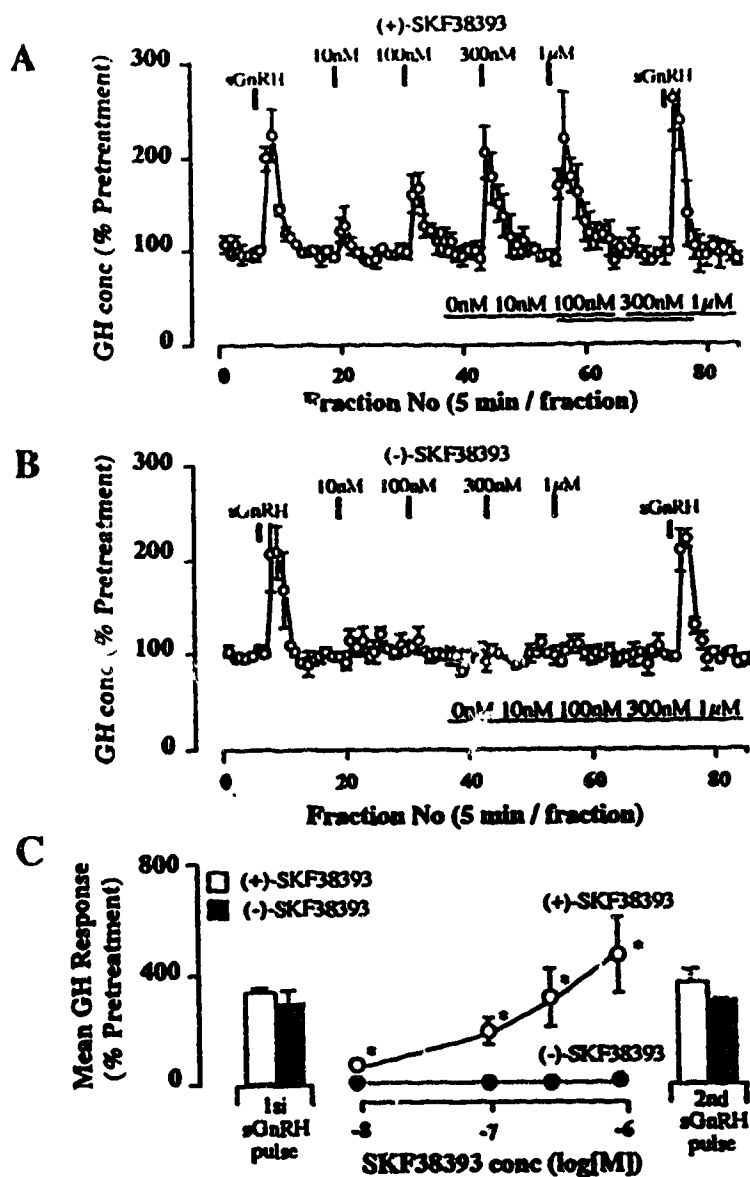 A
(+)-SKF38393
300
200
100
0
sGnRH
10nM 100nM 300nM 1µM
sGnRH
GH conc (% Pretreatment)
0nM 10nM 100nM 300nM 1µM
0 20 40 60 80
Fraction No (5 min / fraction)
B
(-)-SKF38393
300
200
100
0
sGnRH
10nM 100nM 300nM 1µM
sGnRH
GH conc (% Pretreatment)
0nM 10nM 100nM 300nM 1µM
0 20 40 60 80
Fraction No (5 min / fraction)
C
800
400
0
Mean GH Response
(% Pretreatment)
(+)-SKF38393
(-)-SKF38393
(+)-SKF38393
* * * *
(-)-SKF38393
1st
sGnRH
pulse
-8 -7 -6
SKF38393 conc (log[M])
2nd
sGnRH
pulse